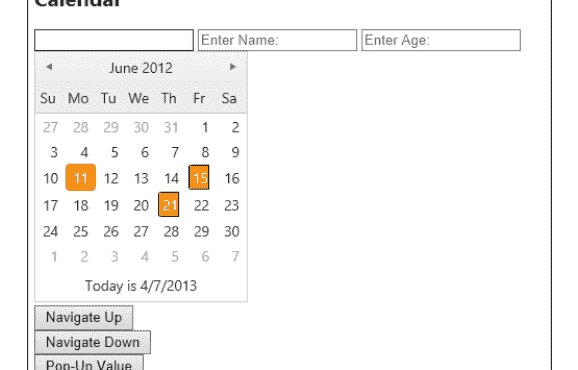 Calendar
Enter Name: Enter Age:
June 2012
Su Mo Tu We Th Fr Sa
27 28 29 30 31 1 2
3 4 5 6 7 8 9
10 11 12 13 14 15 16
17 18 19 20 21 22 23
24 25 26 27 28 29 30
1 2 3 4 5 6 7
Today is 4/7/2013
Navigate Up
Navigate Down
Pop-Up Value